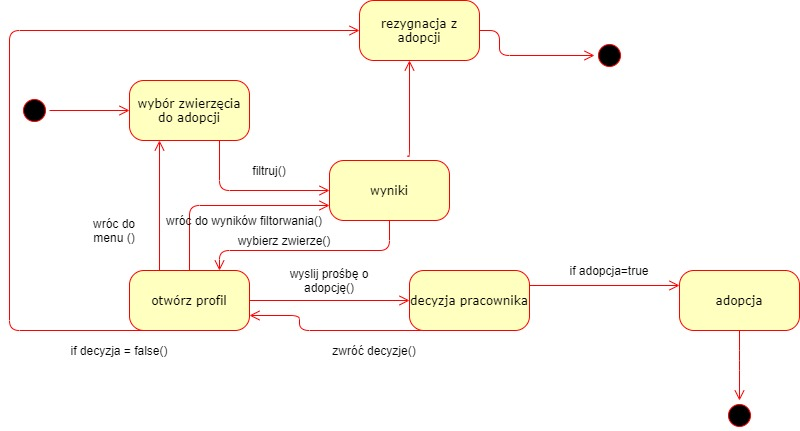 rezygnacja z
adopcji
wybór zwierzęcia
do adopcji
filtruj()
wyniki
wróc do
menu ()
wróc do wyników filtorwania()
wybierz zwierze()
otwórz profil
wyslij prośbę o
adopcję()
decyzja pracownika
if adopcja=true
adopcja
if decyzja = false()
zwróć decyzje()